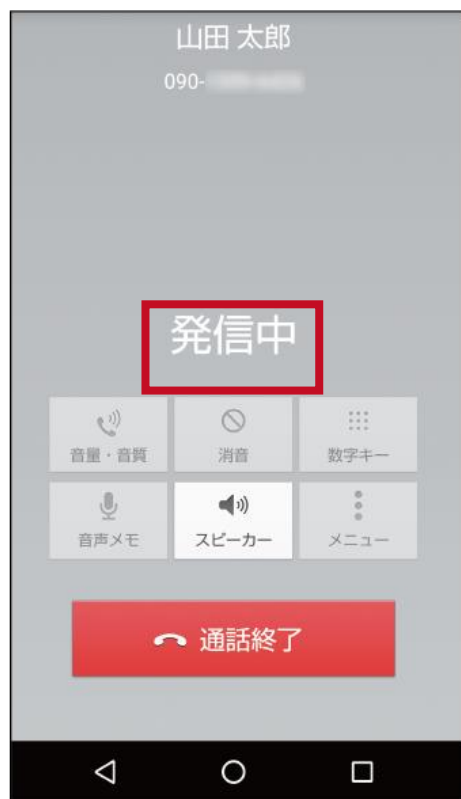 山田 太郎
090-
発信中
音量・音質 消音 数字キー
音声メモ スピーカー メニュー
通話終了